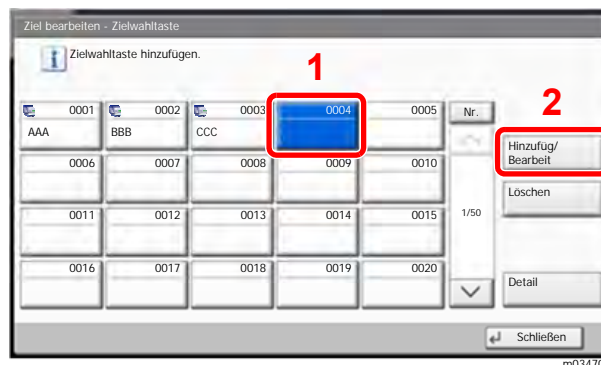 Ziel bearbeiten - Zielwahltaste
Zielwahltaste hinzufügen.
1
2
0001
AAA
0002
BBB
0003
CCC
0004
0005
Nr.
Hinzufüg/
Bearbeit
0006
0007
0008
0009
0010
Löschen
0011
0012
0013
0014
0015
1/50
0016
0017
0018
0019
0020
Detail
Schließen
m03470